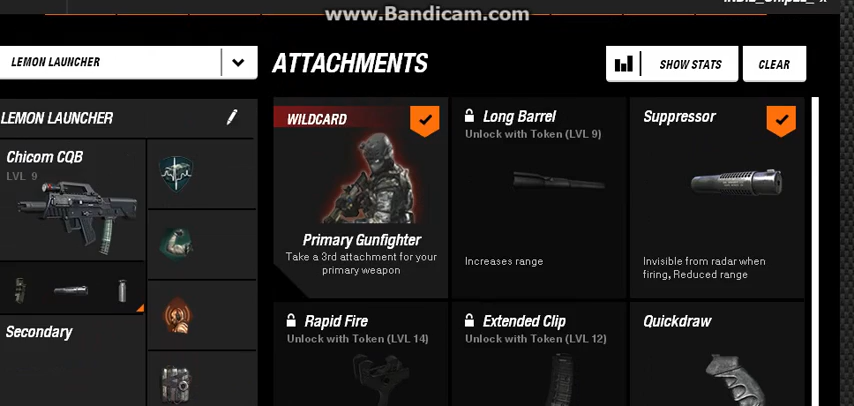 www.Bandicam.com
LEMON LAUNCHER
ATTACHMENTS
SHOW STATS
CLEAR
LEMON LAUNCHER
Chicom CQB
LVL 9
Secondary
WILDCARD
Primary Gunfighter
Take a 3rd attachment for your
primary weapon
Long Barrel
Unlock with Token (LVL 9)
Increases range
Suppressor
Invisible from radar when
firing, Reduced range
Rapid Fire
Unlock with Token (LVL 14)
Extended Clip
Unlock with Token (LVL 12)
Quickdraw